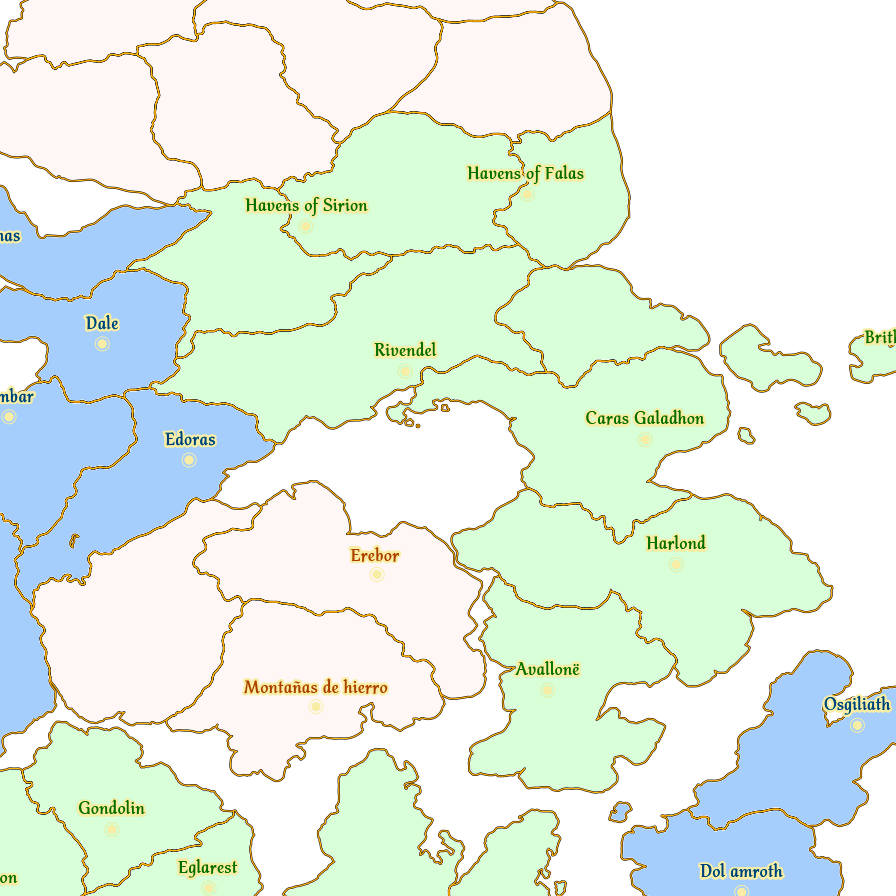 Havens of Falas
Havens of Sirion
nas
Dale
Brith
Rivendel
mbar
Caras Galadhon
Edoras
Harlond
Erebor
Avallonë
Montañas de hierro
Osgiliath
Gondolin
Eglarest
Dol amroth
on